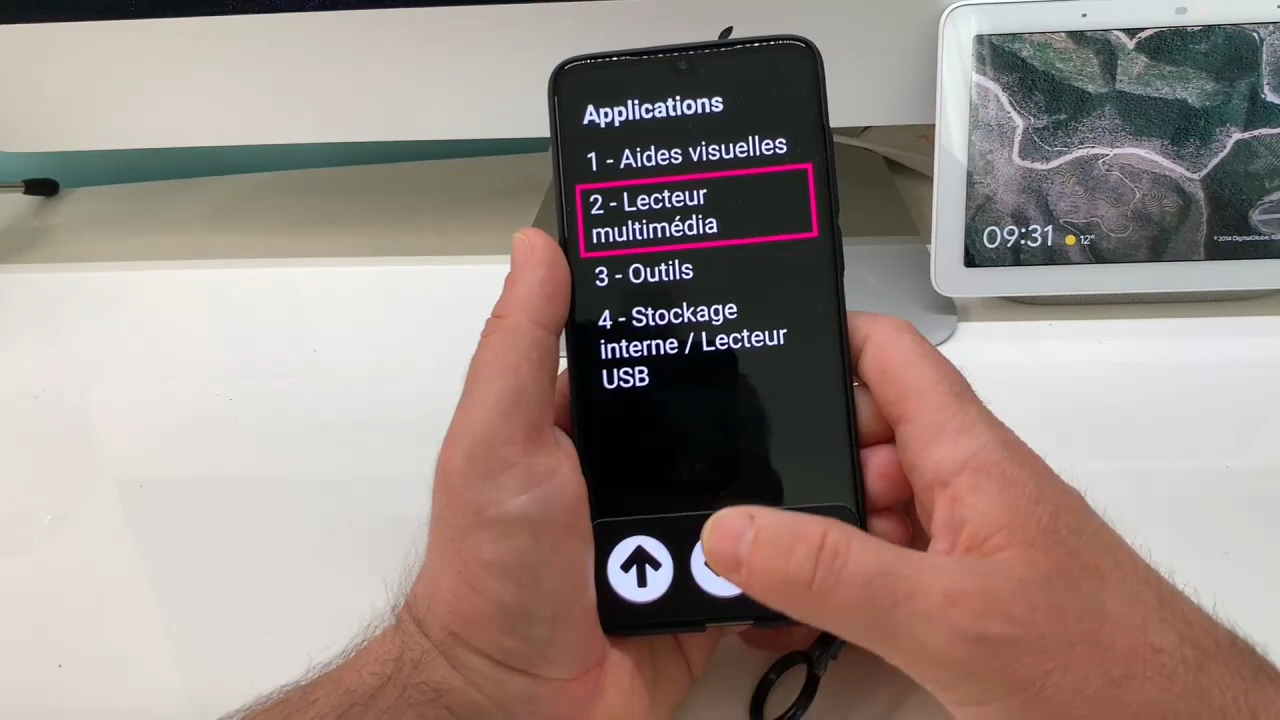 Applications
1 - Aides visuelles
2 - Lecteur
multimédia
3 - Outils
4 - Stockage
interne / Lecteur
USB
09:31
12°